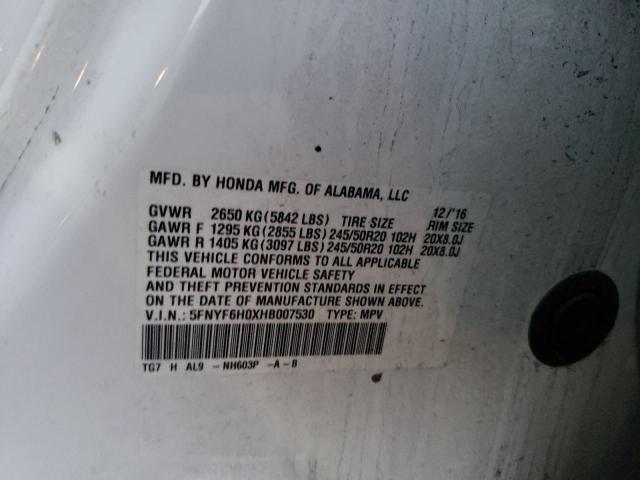 MFD. BY HONDA MFG. OF ALABAMA, LLC
GVWR 2650 KG (5842 LBS) TIRE SIZE 12/'16 RIM SIZE
GAWR F 1295 KG (2855 LBS) 245/50R20 102H 20X8.0J
GAWR R 1405 KG (3097 LBS) 245/50R20 102H 20X8.0J
THIS VEHICLE CONFORMS TO ALL APPLICABLE
FEDERAL MOTOR VEHICLE SAFETY
AND THEFT PREVENTION STANDARDS IN EFFECT
ON THE DATE OF MANUFACTURE SHOWN ABOVE.
V.I.N.: 5FNYF6H0XHB007530 TYPE: MPV
TG7 H AL9 - NH603P -A-B